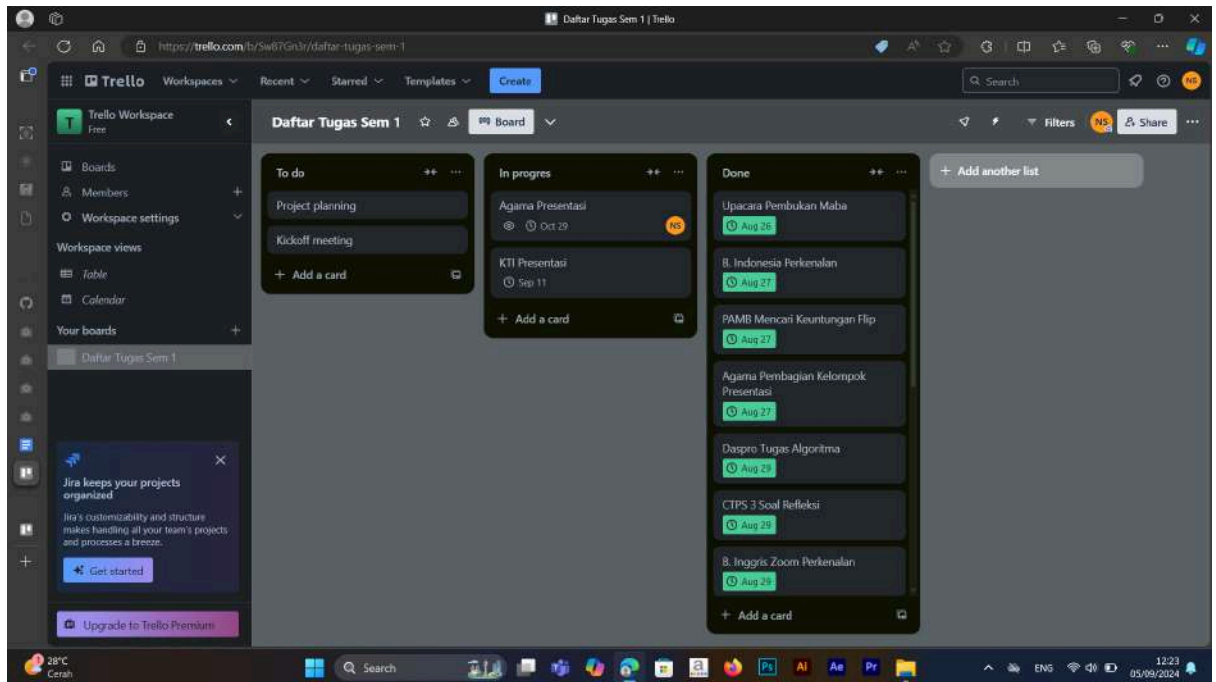 Daftar Tugas Sem 1 | Trello
https://trello.com/b/5w87Gn3r/daftar-tugas-sem-1
Trello Workspaces Recent Starred Templates Create Search NS
T Trello Workspace
Free
Daftar Tugas Sem 1 Board Filters NS Share
Boards
Members
Workspace settings
Workspace views
Table
Calendar
Your boards
Daftar Tugas Sem 1
Jira keeps your projects
organized
Jira's customizability and structure
makes handling all your team's projects
and processes a breeze.
Get started
Upgrade to Trello Premium
To do
Project planning
Kickoff meeting
+ Add a card
In progres
Agama Presentasi
Oct 29 NS
KTI Presentasi
Sep 11
+ Add a card
Done
Upacara Pembukan Maba
Aug 26
B. Indonesia Perkenalan
Aug 27
PAMB Mencari Keuntungan Flip
Aug 27
Agama Pembagian Kelompok
Presentasi
Aug 27
Daspro Tugas Algoritma
Aug 29
CTPS 3 Soal Refleksi
Aug 29
B. Inggris Zoom Perkenalan
Aug 29
+ Add a card
+ Add another list
28°C
Cerah
Search
a
Ps Ai Ae Pr
ENG
12:23
05/09/2024